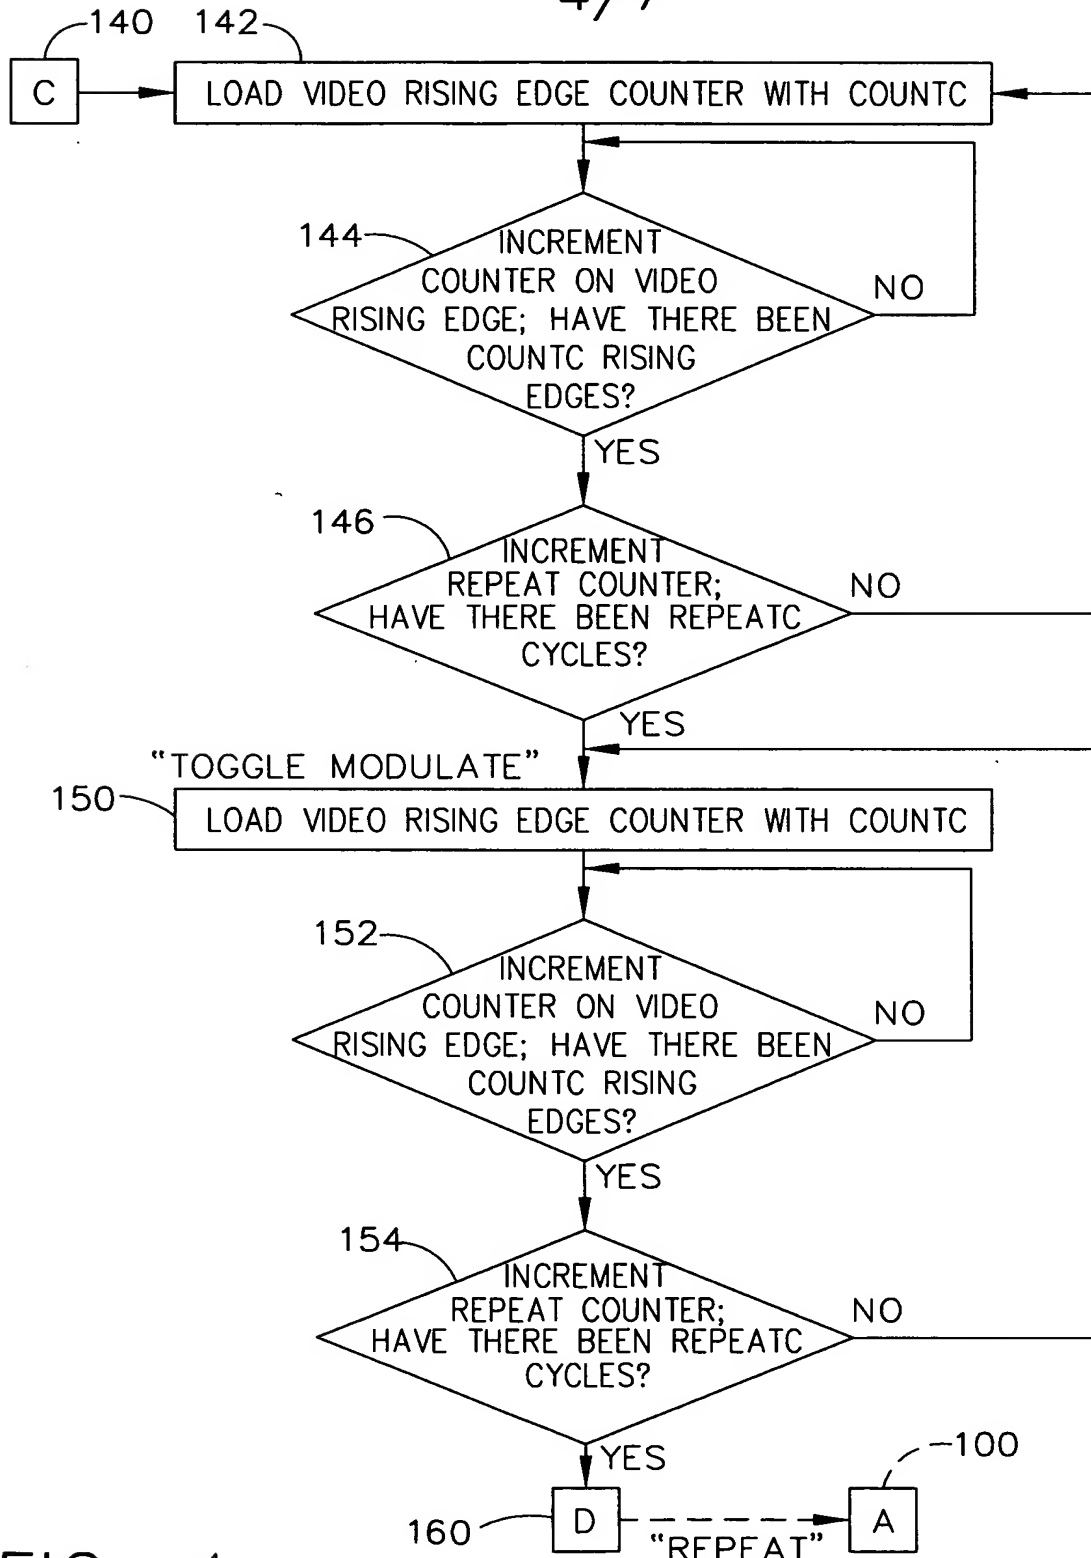 4/7
140 142
C LOAD VIDEO RISING EDGE COUNTER WITH COUNTC
144
INCREMENT
COUNTER ON VIDEO
RISING EDGE; HAVE THERE BEEN
COUNTC RISING
EDGES?
NO
YES
146
INCREMENT
REPEAT COUNTER;
HAVE THERE BEEN REPEATC
CYCLES?
NO
YES
"TOGGLE MODULATE"
150
LOAD VIDEO RISING EDGE COUNTER WITH COUNTC
152
INCREMENT
COUNTER ON VIDEO
RISING EDGE; HAVE THERE BEEN
COUNTC RISING
EDGES?
NO
YES
154
INCREMENT
REPEAT COUNTER;
HAVE THERE BEEN REPEATC
CYCLES?
NO
YES
100
160 D A
"REPEAT"